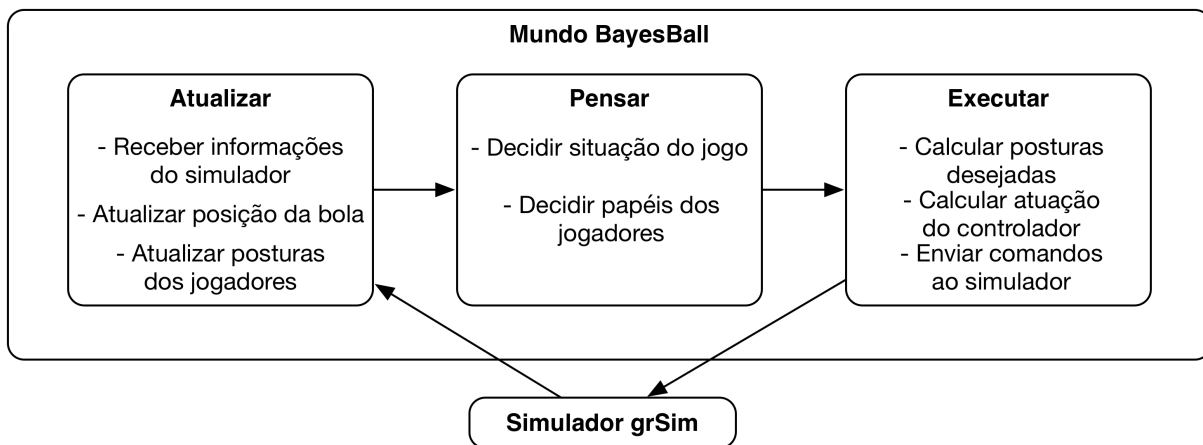 Mundo BayesBall
Atualizar
- Receber informações
do simulador
- Atualizar posição da bola
- Atualizar posturas
dos jogadores
Pensar
- Decidir situação do jogo
- Decidir papéis dos
jogadores
Executar
- Calcular posturas
desejadas
- Calcular atuação
do controlador
- Enviar comandos
ao simulador
Simulador grSim